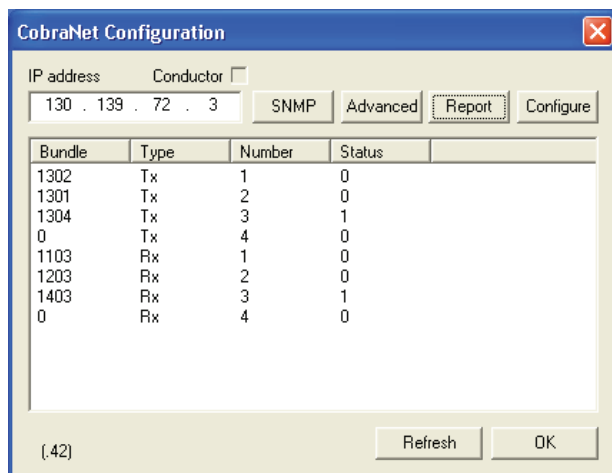 CobraNet Configuration
IP address Conductor
130 . 139 . 72 . 3 SNMP Advanced Report Configure
Bundle Type Number Status
1302 Tx 1 0
1301 Tx 2 0
1304 Tx 3 1
0 Tx 4 0
1103 Rx 1 0
1203 Rx 2 0
1403 Rx 3 1
0 Rx 4 0
(.42) Refresh OK